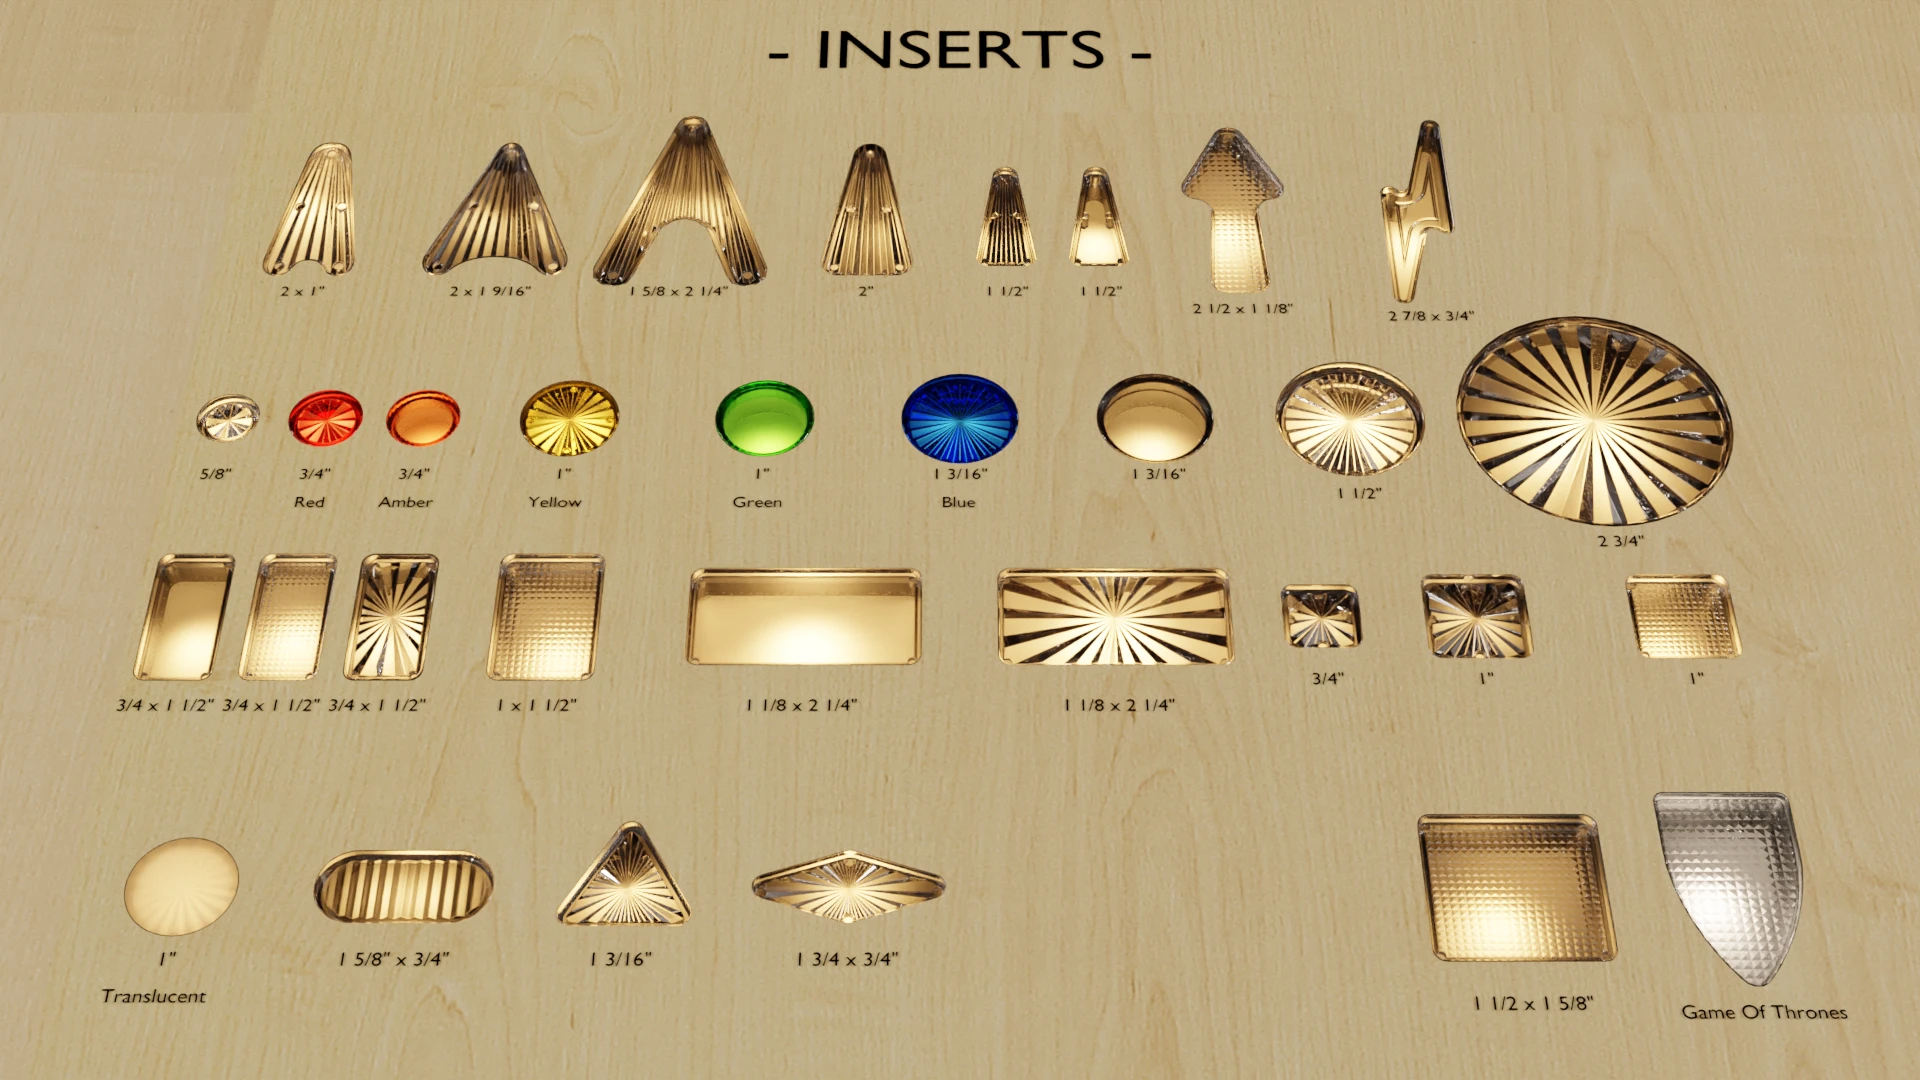 - INSERTS -
2 x 1"
2 x 1 9/16"
1 5/8 x 2 1/4"
2"
1 1/2"
1 1/2"
2 1/2 x 1 1/8"
2 7/8 x 3/4"
5/8"
3/4"
Red
3/4"
Amber
1"
Yellow
1"
Green
1 3/16"
Blue
1 3/16"
1 1/2"
2 3/4"
3/4 x 1 1/2"
3/4 x 1 1/2"
3/4 x 1 1/2"
1 x 1 1/2"
1 1/8 x 2 1/4"
1 1/8 x 2 1/4"
3/4"
1"
1"
1"
Translucent
1 5/8" x 3/4"
1 3/16"
1 3/4 x 3/4"
1 1/2 x 1 5/8"
Game Of Thrones